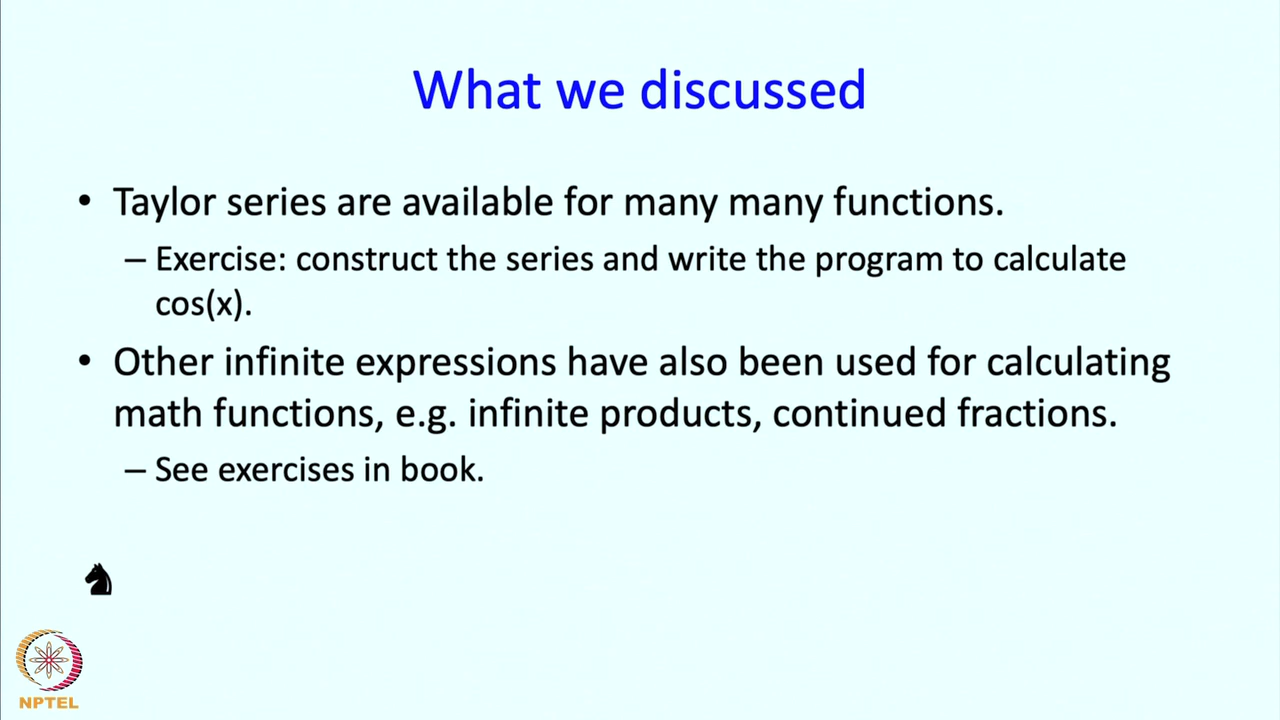 What we discussed
• Taylor series are available for many many functions.
– Exercise: construct the series and write the program to calculate
cos(x).
• Other infinite expressions have also been used for calculating
math functions, e.g. infinite products, continued fractions.
– See exercises in book.
NPTEL